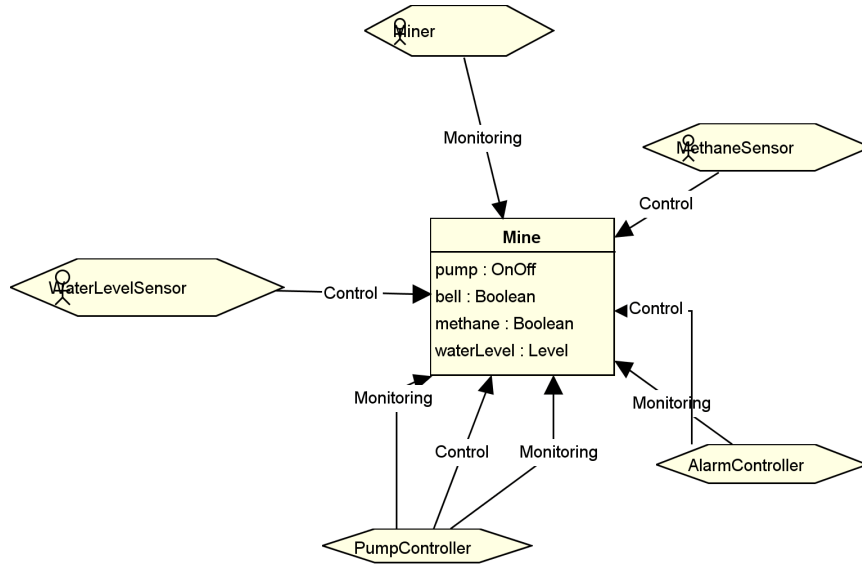 Miner
Monitoring
MethaneSensor
Control
Mine
pump : OnOff
bell : Boolean
methane : Boolean
waterLevel : Level
WaterLevelSensor
Control
Control
Monitoring
Monitoring
Control
Monitoring
AlarmController
PumpController